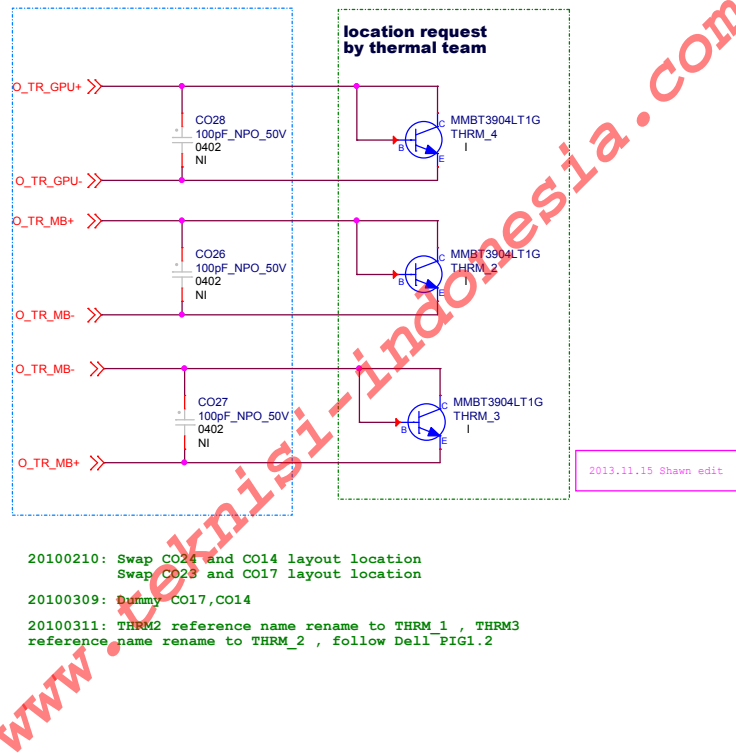 location request
by thermal team
O_TR_GPU+
CO28
100pF_NPO_50V
0402
NI
MMBT3904LT1G
THRM_4
I
C
B
E
O_TR_GPU-
O_TR_MB+
CO26
100pF_NPO_50V
0402
NI
MMBT3904LT1G
THRM_2
I
C
B
E
O_TR_MB-
O_TR_MB-
CO27
100pF_NPO_50V
0402
NI
MMBT3904LT1G
THRM_3
I
C
B
E
O_TR_MB+
2013.11.15 Shawn edit
20100210: Swap CO24 and CO14 layout location
Swap CO23 and CO17 layout location
20100309: Dummy CO17,CO14
20100311: THRM2 reference name rename to THRM_1 , THRM3
reference name rename to THRM_2 , follow Dell PIG1.2
www.teknisi-indonesia.com